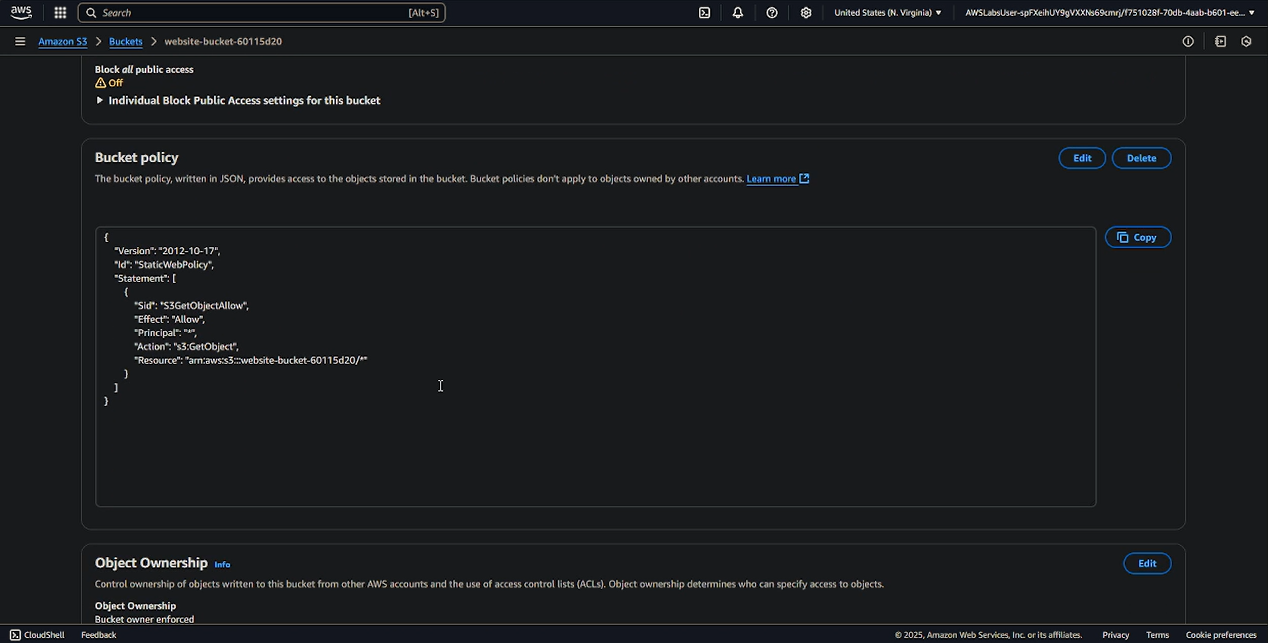 aws
Search [Alt+S]
United States (N. Virginia)
AWSLabsUser-spFXeihUY9gVXXNs69cmrj/f751028f-70db-4aab-b601-ee...
Amazon S3 > Buckets > website-bucket-60115d20
Block all public access
Off
Individual Block Public Access settings for this bucket
Bucket policy
Edit
Delete
The bucket policy, written in JSON, provides access to the objects stored in the bucket. Bucket policies don't apply to objects owned by other accounts. Learn more
Copy
{
"Version": "2012-10-17",
"Id": "StaticWebPolicy",
"Statement": [
{
"Sid": "S3GetObjectAllow",
"Effect": "Allow",
"Principal": "*",
"Action": "s3:GetObject",
"Resource": "arn:aws:s3:::website-bucket-60115d20/*"
}
]
}
Object Ownership Info
Edit
Control ownership of objects written to this bucket from other AWS accounts and the use of access control lists (ACLs). Object ownership determines who can specify access to objects.
Object Ownership
Bucket owner enforced
CloudShell Feedback
© 2025, Amazon Web Services, Inc. or its affiliates. Privacy Terms Cookie preferences